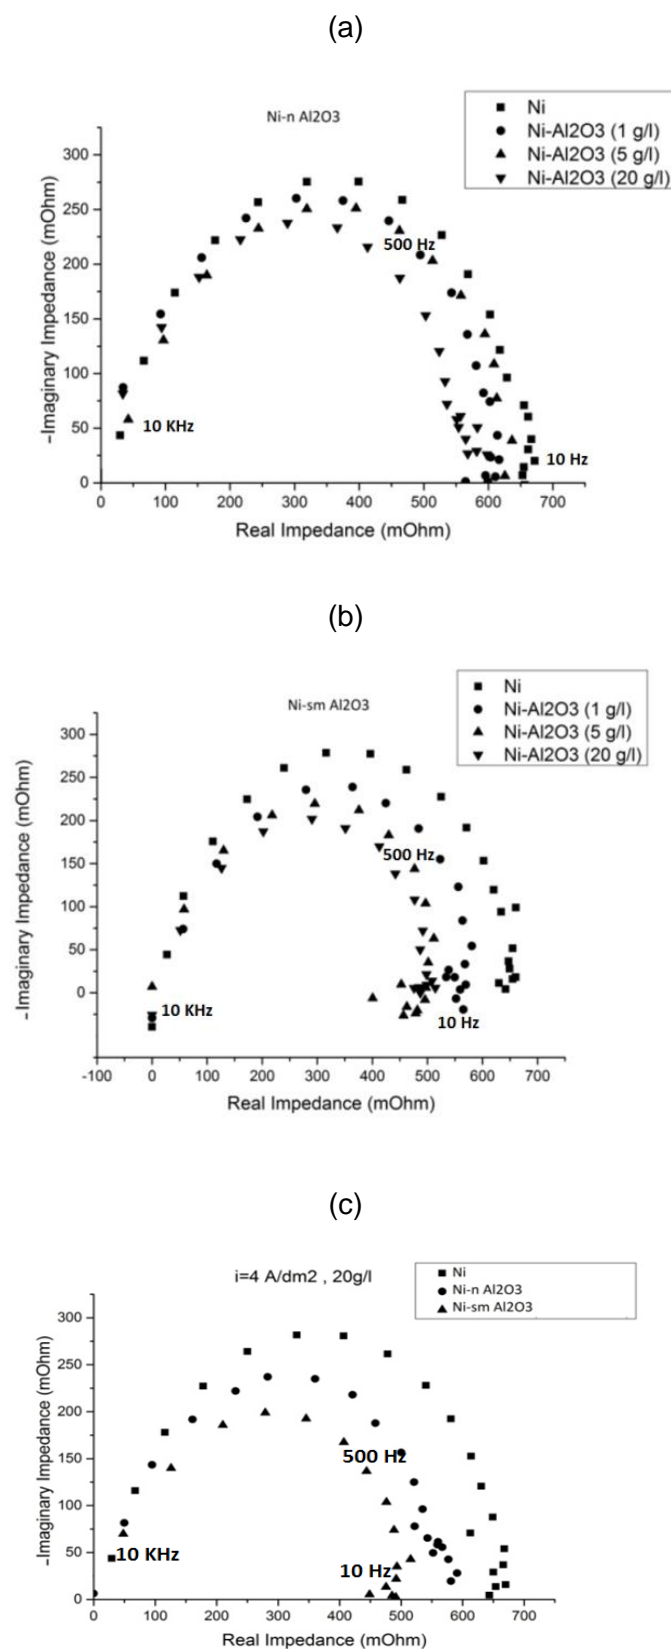 (a)
Ni-n Al2O3
Ni
Ni-Al2O3 (1 g/l)
Ni-Al2O3 (5 g/l)
Ni-Al2O3 (20 g/l)
300
250
200
150
100
50
0
500 Hz
10 KHz
10 Hz
0 100 200 300 400 500 600 700
−Imaginary Impedance (mOhm)
Real Impedance (mOhm)
(b)
Ni-sm Al2O3
Ni
Ni-Al2O3 (1 g/l)
Ni-Al2O3 (5 g/l)
Ni-Al2O3 (20 g/l)
300
250
200
150
100
50
0
500 Hz
10 KHz
10 Hz
-100 0 100 200 300 400 500 600 700
−Imaginary Impedance (mOhm)
Real Impedance (mOhm)
(c)
i=4 A/dm2 , 20g/l
Ni
Ni-n Al2O3
Ni-sm Al2O3
300
250
200
150
100
50
0
500 Hz
10 KHz
10 Hz
0 100 200 300 400 500 600 700
−Imaginary Impedance (mOhm)
Real Impedance (mOhm)